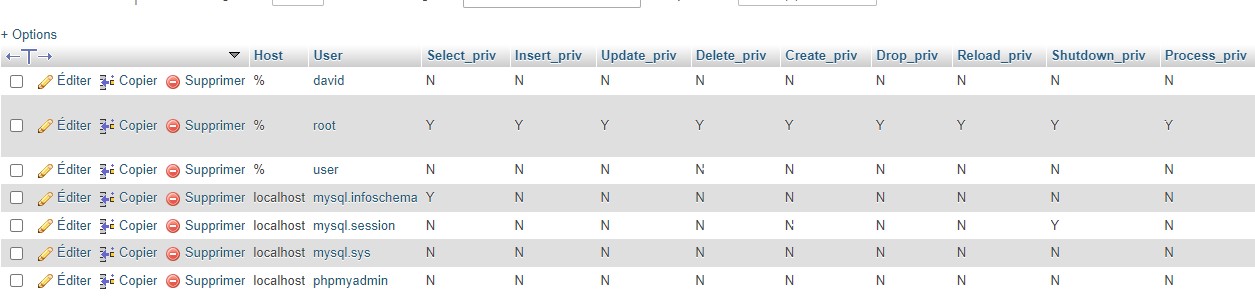 + Options
←T→ Host User Select_priv Insert_priv Update_priv Delete_priv Create_priv Drop_priv Reload_priv Shutdown_priv Process_priv
Éditer Copier Supprimer % david N N N N N N N N N
Éditer Copier Supprimer % root Y Y Y Y Y Y Y Y Y
Éditer Copier Supprimer % user N N N N N N N N N
Éditer Copier Supprimer localhost mysql.infoschema Y N N N N N N N N
Éditer Copier Supprimer localhost mysql.session N N N N N N N Y N
Éditer Copier Supprimer localhost mysql.sys N N N N N N N N N
Éditer Copier Supprimer localhost phpmyadmin N N N N N N N N N